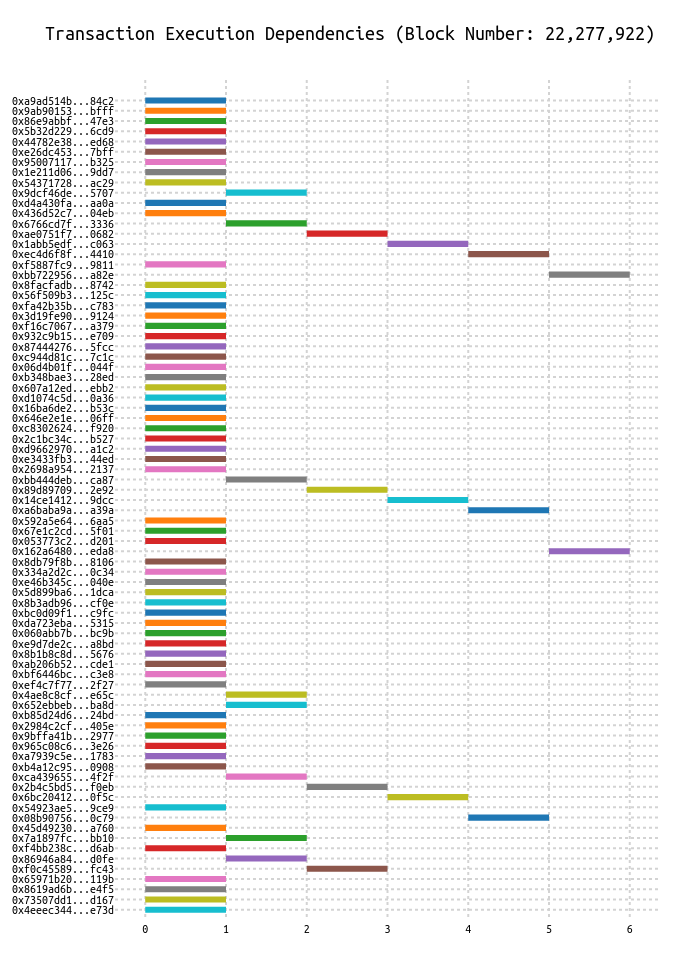 Transaction Execution Dependencies (Block Number: 22,277,922)
0xa9ad514b...84c2
0x9ab90153...bfff
0x86e9abbf...47e3
0x5b32d229...6cd9
0x44782e38...ed68
0xe26dc453...7bff
0x95007117...b325
0x1e211d06...9dd7
0x54371728...ac29
0x9dcf46de...5707
0xd4a430fa...aa0a
0x436d52c7...04eb
0x6766cd7f...3336
0xae0751f7...0682
0x1abb5edf...c063
0xec4d6f8f...4410
0xf5887fc9...9811
0xbb722956...a82e
0x8facfadb...8742
0x56f509b3...125c
0xfa42b35b...c783
0x3d19fe90...9124
0xf16c7067...a379
0x932c9b15...e709
0x87444276...5fcc
0xc944d81c...7c1c
0x06d4b01f...044f
0xb348bae3...28ed
0x607a12ed...ebb2
0xd1074c5d...0a36
0x16ba6de2...b53c
0x646e2e1e...06ff
0xc8302624...f920
0x2c1bc34c...b527
0xd9662970...a1c2
0xe3433fb3...44ed
0x2698a954...2137
0xbb444deb...ca87
0x89d89709...2e92
0x14ce1412...9dcc
0xa6baba9a...a39a
0x592a5e64...6aa5
0x67e1c2cd...5f01
0x053773c2...d201
0x162a6480...eda8
0x8db79f8b...8106
0x334a2d2c...0c34
0xe46b345c...040e
0x5d899ba6...1dca
0x8b3adb96...cf0e
0xbc0d09f1...c9fc
0xda723eba...5315
0x060abb7b...bc9b
0xe9d7de2c...a8bd
0x8b1b8c8d...5676
0xab206b52...cde1
0xbf6446bc...c3e8
0xef4c7f77...2f27
0x4ae8c8cf...e65c
0x652ebbeb...ba8d
0xb85d24d6...24bd
0x2984c2cf...405e
0x9bffa41b...2977
0x965c08c6...3e26
0xa7939c5e...1783
0xb4a12c95...0908
0xca439655...4f2f
0x2b4c5bd5...f0eb
0x6bc20412...0f5c
0x54923ae5...9ce9
0x08b90756...0c79
0x45d49230...a760
0x7a1897fc...bb10
0xf4bb238c...d6ab
0x86946a84...d0fe
0xf0c45589...fc43
0x65971b20...119b
0x8619ad6b...e4f5
0x73507dd1...d167
0x4eeec344...e73d
0 1 2 3 4 5 6